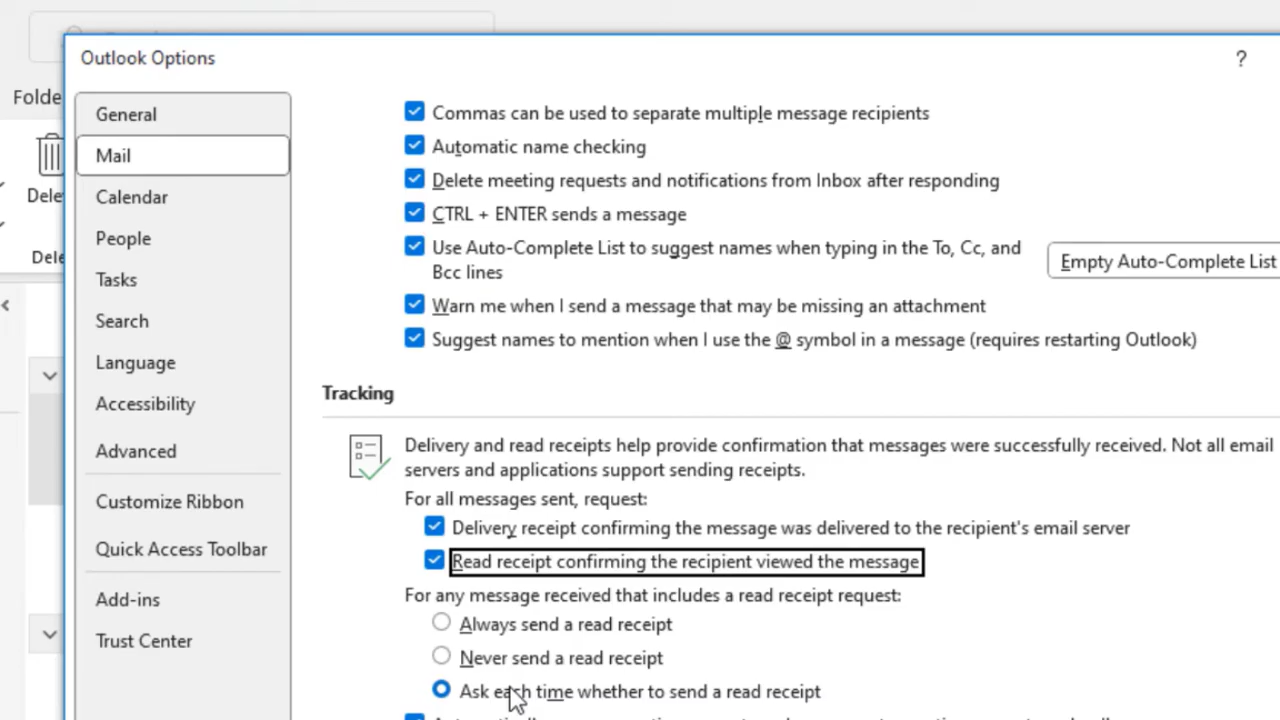 Outlook Options
?
Folde
Dele
Dele
General
Mail
Calendar
People
Tasks
Search
Language
Accessibility
Advanced
Customize Ribbon
Quick Access Toolbar
Add-ins
Trust Center
Commas can be used to separate multiple message recipients
Automatic name checking
Delete meeting requests and notifications from Inbox after responding
CTRL + ENTER sends a message
Use Auto-Complete List to suggest names when typing in the To, Cc, and
Bcc lines
Empty Auto-Complete List
Warn me when I send a message that may be missing an attachment
Suggest names to mention when I use the @ symbol in a message (requires restarting Outlook)
Tracking
Delivery and read receipts help provide confirmation that messages were successfully received. Not all email
servers and applications support sending receipts.
For all messages sent, request:
Delivery receipt confirming the message was delivered to the recipient's email server
Read receipt confirming the recipient viewed the message
For any message received that includes a read receipt request:
Always send a read receipt
Never send a read receipt
Ask each time whether to send a read receipt